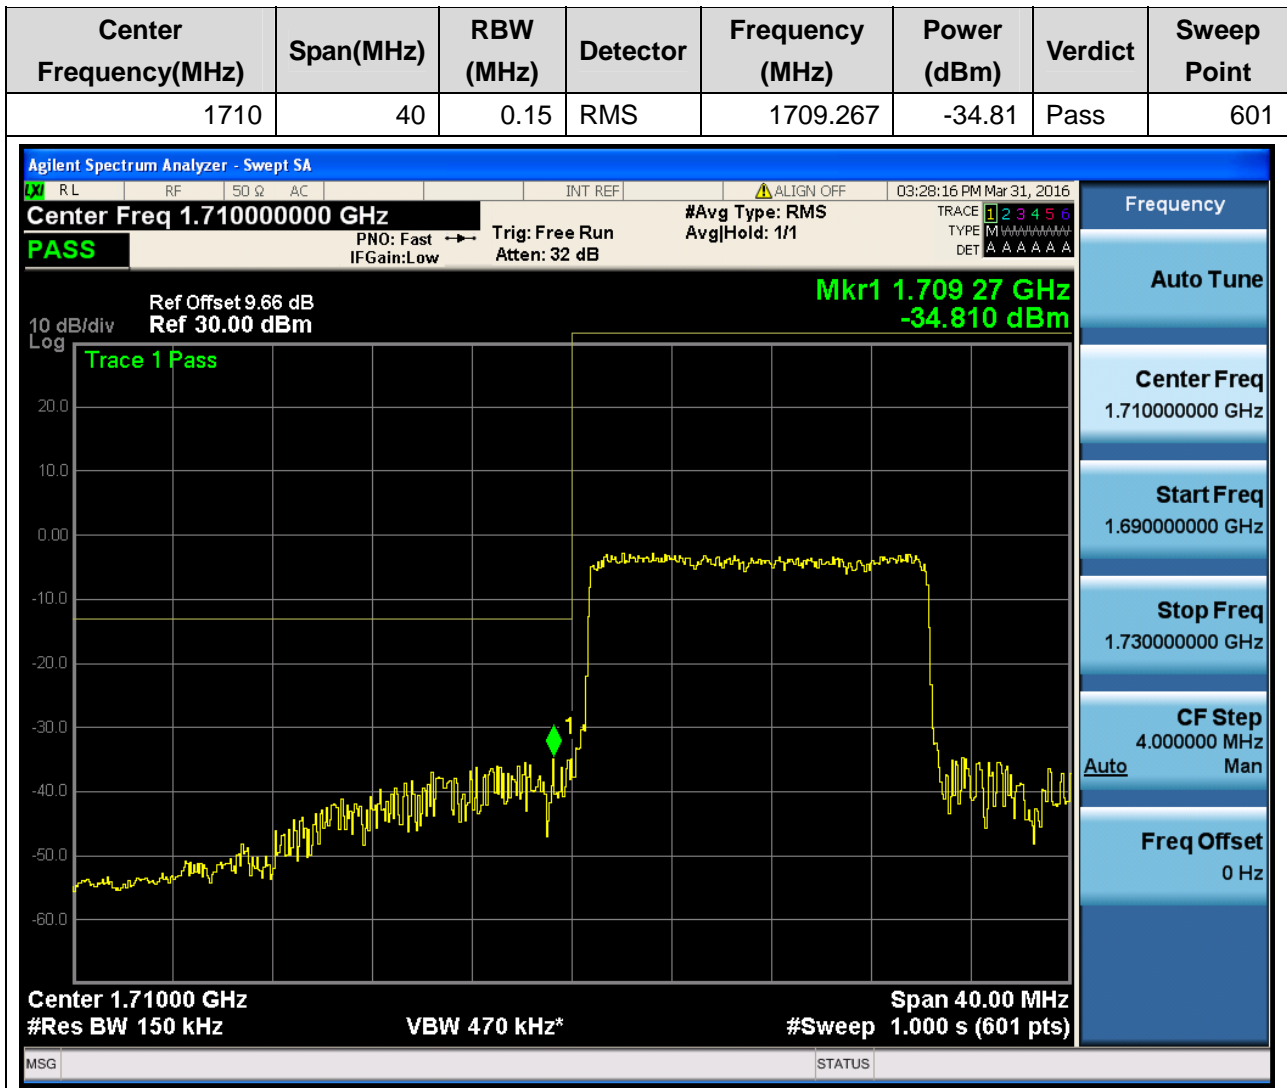 Center Frequency(MHz) Span(MHz) RBW (MHz) Detector Frequency (MHz) Power (dBm) Verdict Sweep Point
1710 40 0.15 RMS 1709.267 -34.81 Pass 601
Agilent Spectrum Analyzer - Swept SA
LXI RL RF 50 Ω AC INT REF ALIGN OFF 03:28:16 PM Mar 31, 2016
Center Freq 1.710000000 GHz
#Avg Type: RMS
TRACE 1 2 3 4 5 6
PASS
PNO: Fast
Trig: Free Run
Avg|Hold: 1/1
TYPE M WWWWW
IFGain:Low
Atten: 32 dB
DET A A A A A A
Mkr1 1.709 27 GHz
-34.810 dBm
Ref Offset 9.66 dB
10 dB/div Ref 30.00 dBm
Log
Trace 1 Pass
20.0
10.0
0.00
-10.0
-20.0
-30.0
1
-40.0
-50.0
-60.0
Center 1.71000 GHz Span 40.00 MHz
#Res BW 150 kHz VBW 470 kHz* #Sweep 1.000 s (601 pts)
MSG STATUS
Frequency
Auto Tune
Center Freq
1.710000000 GHz
Start Freq
1.690000000 GHz
Stop Freq
1.730000000 GHz
CF Step
4.000000 MHz
Auto Man
Freq Offset
0 Hz